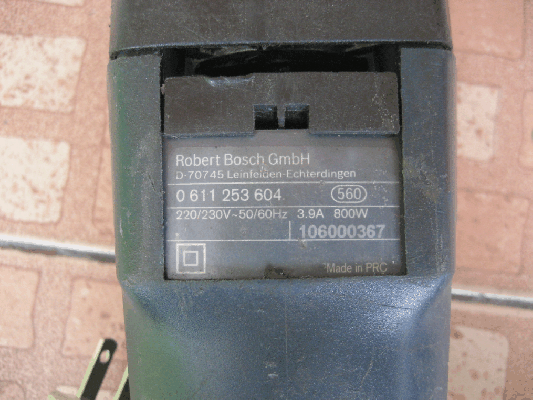 Robert Bosch GmbH
D-70745 Leinfelden-Echterdingen
0 611 253 604 560
220/230V~50/60Hz 3.9A 800W
106000367
Made in PRC